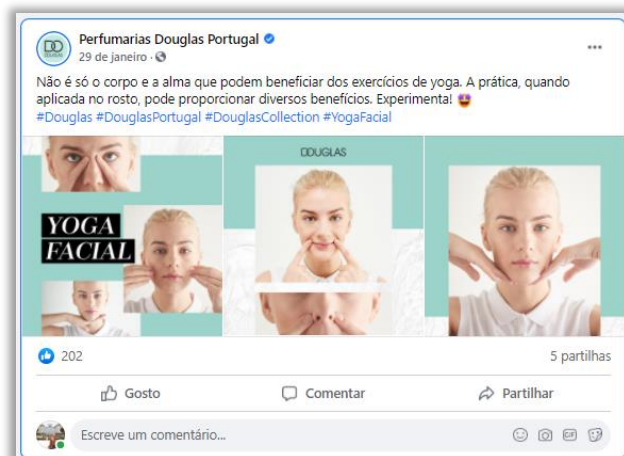 Perfumarias Douglas Portugal
29 de janeiro ·
Não é só o corpo e a alma que podem beneficiar dos exercícios de yoga. A prática, quando
aplicada no rosto, pode proporcionar diversos benefícios. Experimenta!
#Douglas #DouglasPortugal #DouglasCollection #YogaFacial
DOUGLAS
YOGA
FACIAL
202
5 partilhas
Gosto
Comentar
Partilhar
Escreve um comentário...
GIF